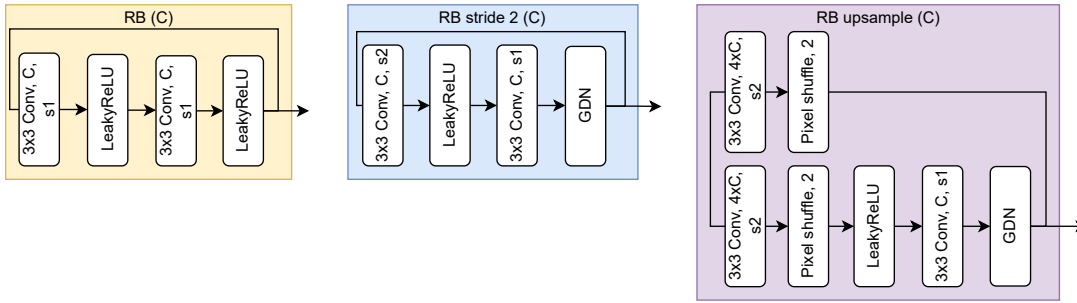 RB (C)
3x3 Conv, C,
s1
LeakyReLU
3x3 Conv, C,
s1
LeakyReLU
RB stride 2 (C)
3x3 Conv, C, s2
LeakyReLU
3x3 Conv, C, s1
GDN
RB upsample (C)
3x3 Conv, 4xC,
s2
Pixel shuffle, 2
3x3 Conv, 4xC,
s2
Pixel shuffle, 2
LeakyReLU
3x3 Conv, C, s1
GDN